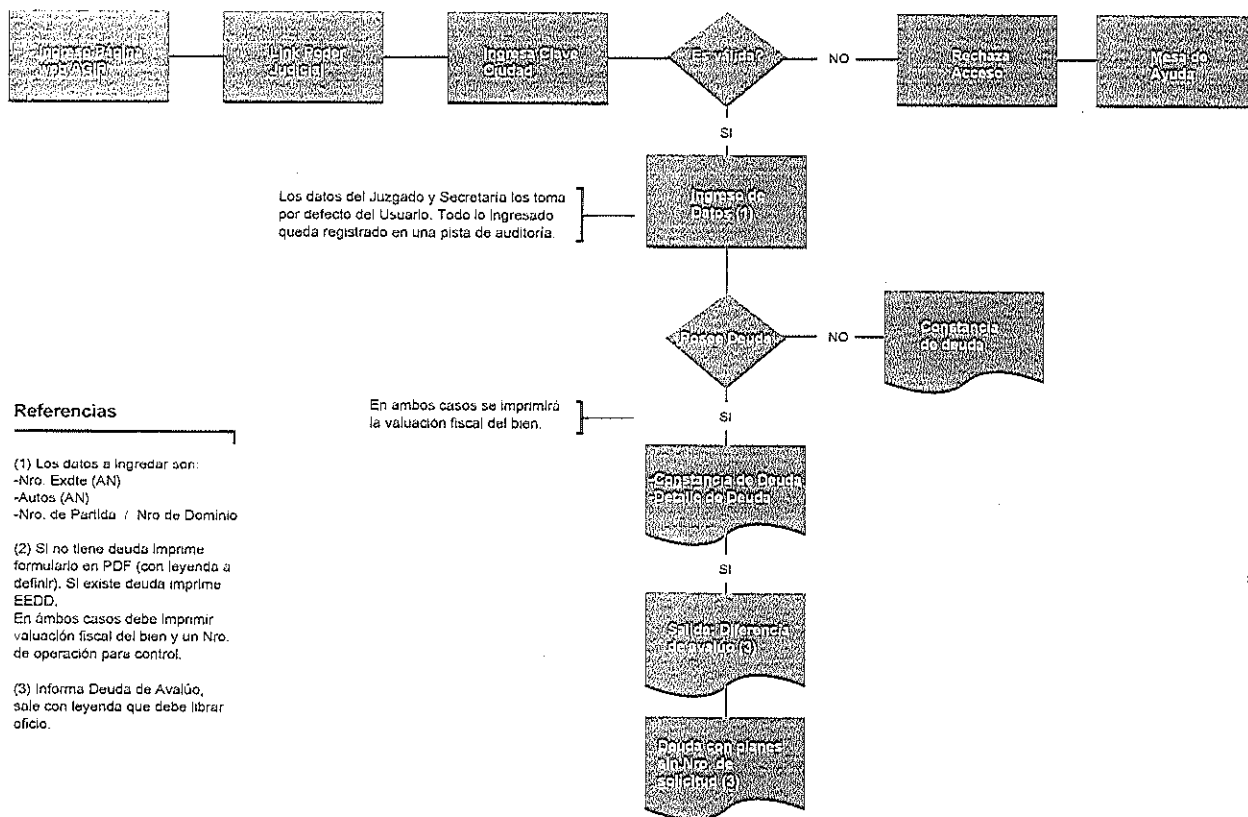 Ingreso Página
web AGIP
Link Poder
Judicial
Ingresa Clave
Ciudad
Es válida?
NO
Rechaza
Acceso
Mesa de
Ayuda
SI
Los datos del Juzgado y Secretaría los toma
por defecto del Usuario. Todo lo Ingresado
queda registrado en una pista de auditoría.
Ingreso de
Datos (1)
Posee Deuda
NO
Constancia
de deuda
En ambos casos se imprimirá
la valuación fiscal del bien.
SI
-Constancia de Deuda
-Detalle de Deuda
SI
Salida: Diferencia
de avalúo (3)
Deuda con planes
sin Nro. de
solicitud (3)
Referencias
(1) Los datos a Ingredar son:
-Nro. Exdte (AN)
-Autos (AN)
-Nro. de Partida / Nro de Dominio
(2) Si no tiene deuda Imprime
formulario en PDF (con leyenda a
definir). Si existe deuda imprime
EEDD.
En ámbos casos debe Imprimir
valuación fiscal del bien y un Nro.
de operación para control.
(3) Informa Deuda de Avalúo,
sale con leyenda que debe librar
oficio.